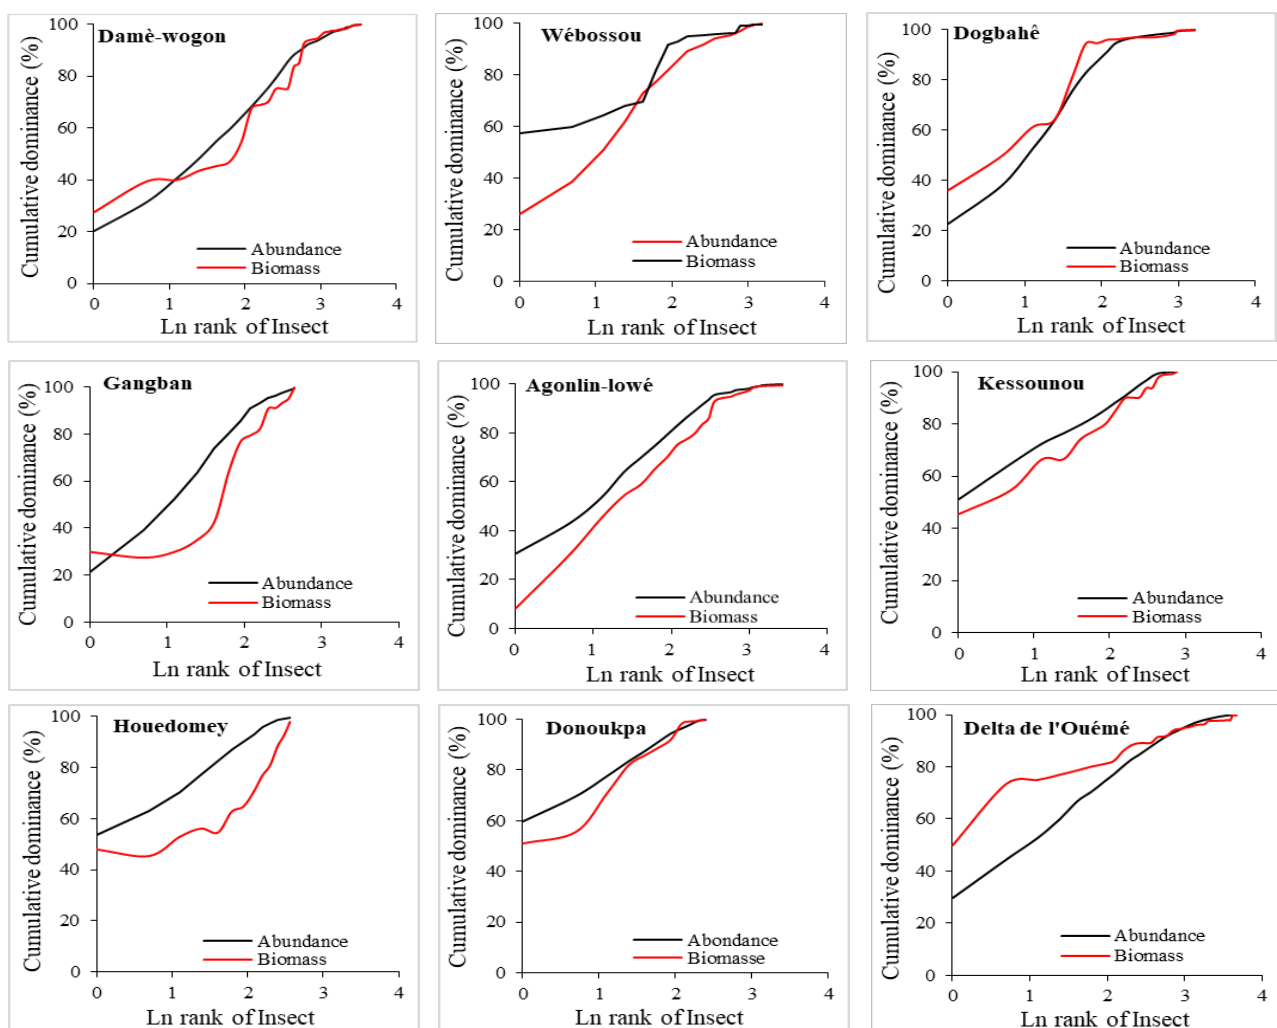 Damè-wogon
Cumulative dominance (%)
100
80
60
40
20
0
Abundance
Biomass
0 1 2 3 4
Ln rank of Insect
Wébossou
Cumulative dominance (%)
100
80
60
40
20
0
Abundance
Biomass
0 1 2 3 4
Ln rank of Insect
Dogbahê
Cumulative dominance (%)
100
80
60
40
20
0
Abundance
Biomass
0 1 2 3 4
Ln rank of Insect
Gangban
Cumulative dominance (%)
100
80
60
40
20
0
Abundance
Biomass
0 1 2 3 4
Ln rank of Insect
Agonlin-lowé
Cumulative dominance (%)
100
80
60
40
20
0
Abundance
Biomass
0 1 2 3 4
Ln rank of Insect
Kessounou
Cumulative dominance (%)
100
80
60
40
20
0
Abundance
Biomass
0 1 2 3 4
Ln rank of Insect
Houedomey
Cumulative dominance (%)
100
80
60
40
20
0
Abundance
Biomass
0 1 2 3 4
Ln rank of Insect
Donoukpa
Cumulative dominance (%)
100
80
60
40
20
0
Abondance
Biomasse
0 1 2 3 4
Ln rank of Insect
Delta de l'Ouémé
Cumulative dominance (%)
100
80
60
40
20
0
Abundance
Biomass
0 1 2 3 4
Ln rank of Insect